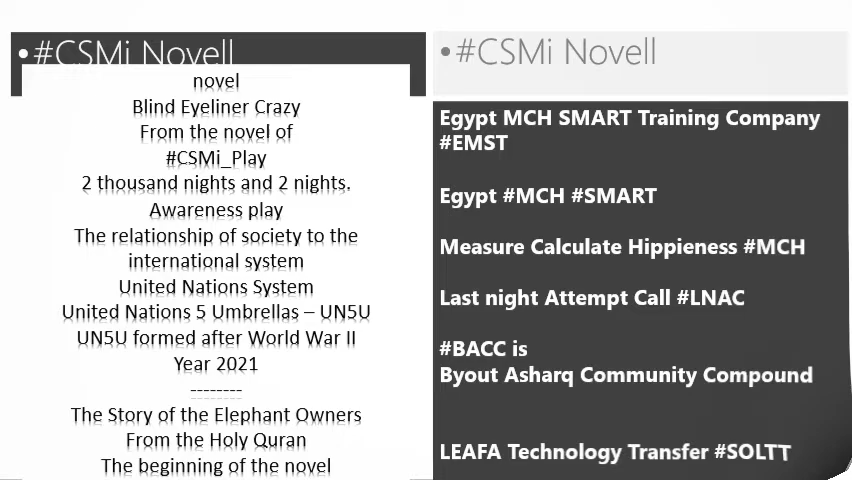 •#CSMi Novell
novel
Blind Eyeliner Crazy
From the novel of
#CSMi_Play
2 thousand nights and 2 nights.
Awareness play
The relationship of society to the
international system
United Nations System
United Nations 5 Umbrellas – UN5U
UN5U formed after World War II
Year 2021
--------
The Story of the Elephant Owners
From the Holy Quran
The beginning of the novel
•#CSMi Novell
Egypt MCH SMART Training Company
#EMST
Egypt #MCH #SMART
Measure Calculate Hippieness #MCH
Last night Attempt Call #LNAC
#BACC is
Byout Asharq Community Compound
LEAFA Technology Transfer #SOLTT